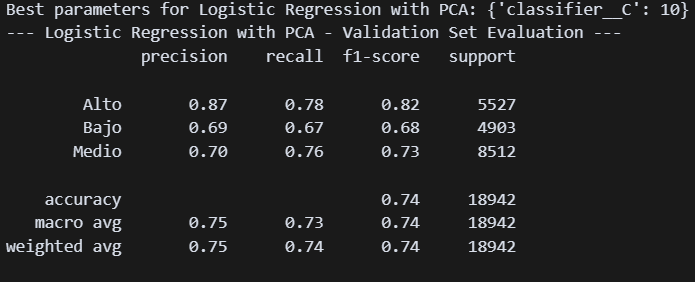 Best parameters for Logistic Regression with PCA: {'classifier__C': 10}
--- Logistic Regression with PCA - Validation Set Evaluation ---
precision recall f1-score support
Alto 0.87 0.78 0.82 5527
Bajo 0.69 0.67 0.68 4903
Medio 0.70 0.76 0.73 8512
accuracy 0.74 18942
macro avg 0.75 0.73 0.74 18942
weighted avg 0.75 0.74 0.74 18942